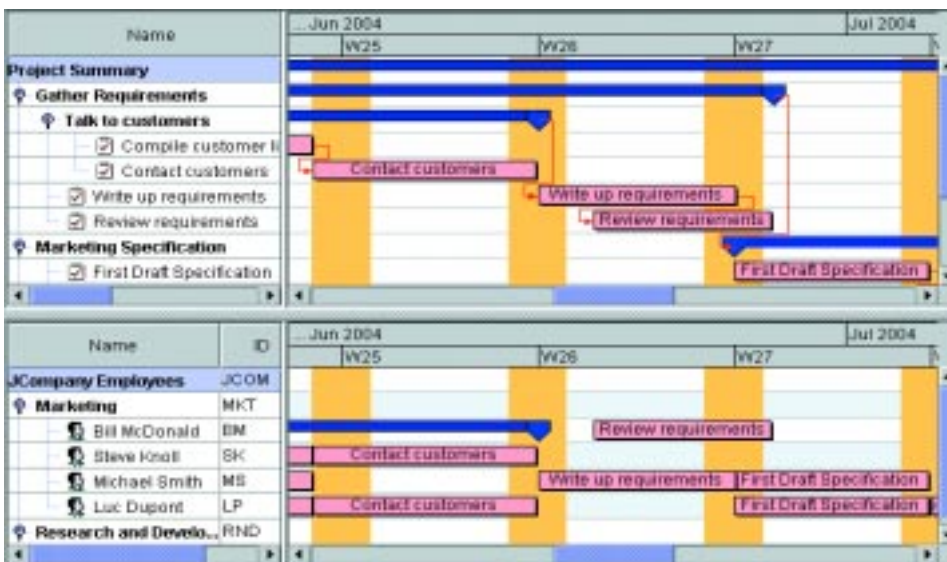 Name
... Jun 2004 Jul 2004
W25 W26 W27
Project Summary
Gather Requirements
Talk to customers
Compile customer li
Contact customers Contact customers
Write up requirements Write up requirements
Review requirements Review requirements
Marketing Specification
First Draft Specification First Draft Specification
Name ID
... Jun 2004 Jul 2004
W25 W26 W27
JCompany Employees JCOM
Marketing MKT
Bill McDonald BM Review requirements
Steve Knoll SK Contact customers
Michael Smith MS Write up requirements First Draft Specification
Luc Dupont LP Contact customers First Draft Specification
Research and Develo... RND